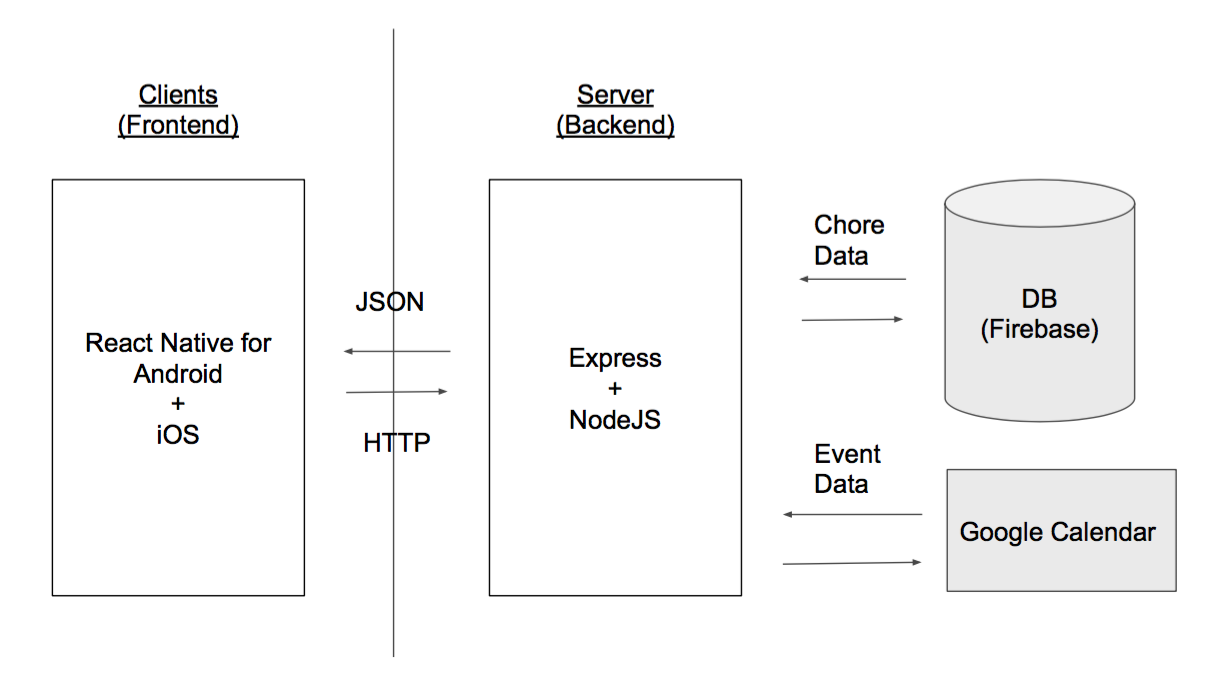 Clients
(Frontend)
Server
(Backend)
React Native for
Android
+
iOS
JSON
HTTP
Express
+
NodeJS
Chore
Data
DB
(Firebase)
Event
Data
Google Calendar